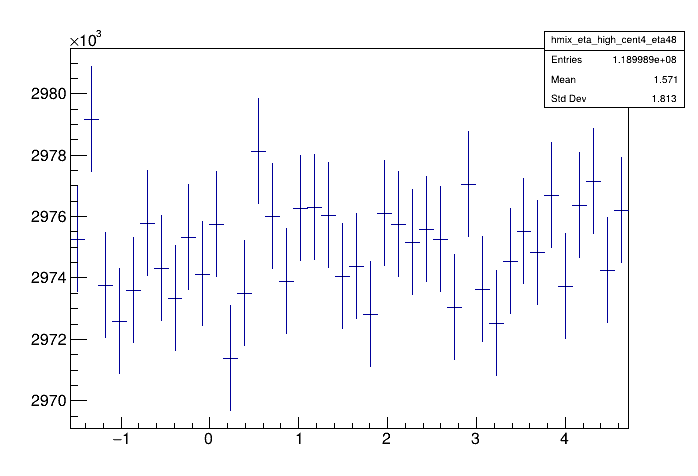 ×10³
hmix_eta_high_cent4_eta48
Entries 1.189989e+08
Mean 1.571
Std Dev 1.813
2980
2978
2976
2974
2972
2970
−1 0 1 2 3 4